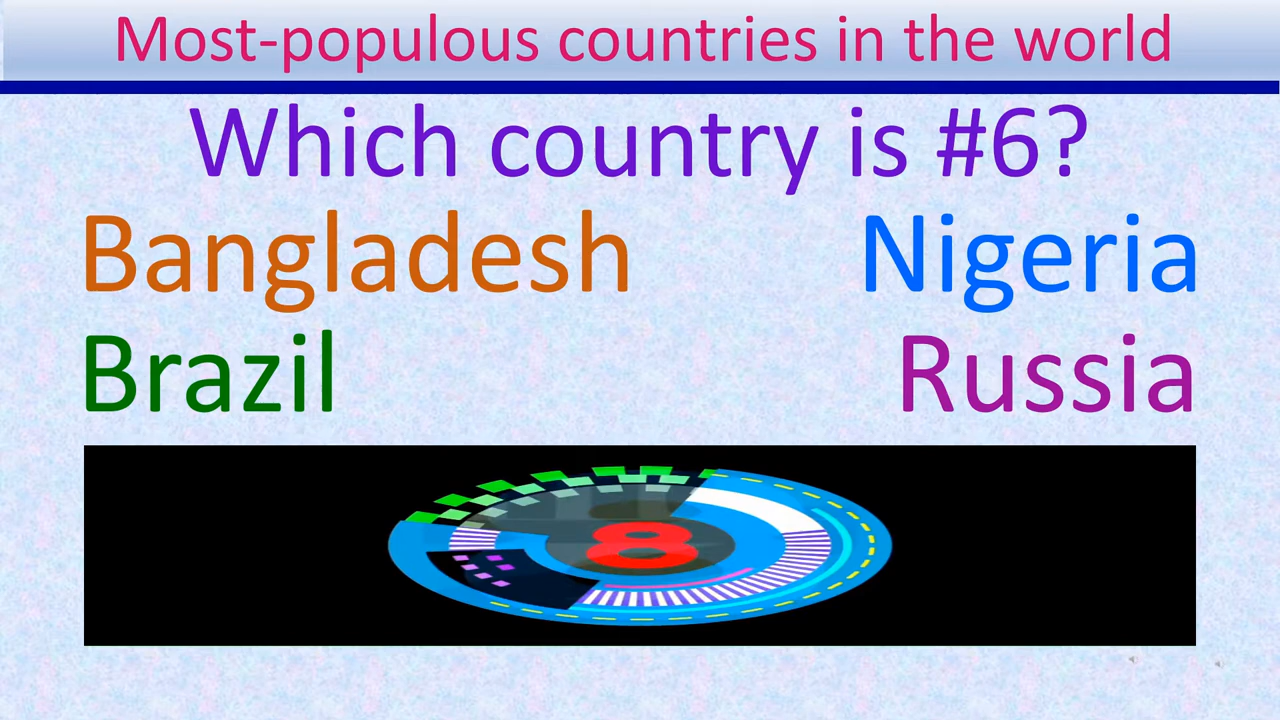 Most-populous countries in the world
Which country is #6?
Bangladesh Nigeria
Brazil Russia
8